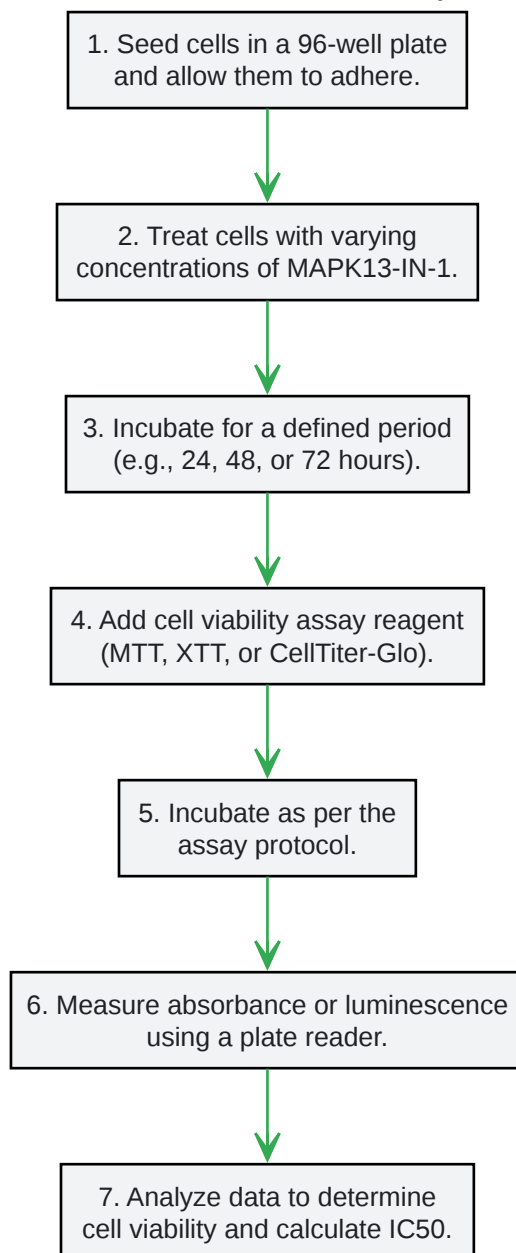 1. Seed cells in a 96-well plate
and allow them to adhere.
2. Treat cells with varying
concentrations of MAPK13-IN-1.
3. Incubate for a defined period
(e.g., 24, 48, or 72 hours).
4. Add cell viability assay reagent
(MTT, XTT, or CellTiter-Glo).
5. Incubate as per the
assay protocol.
6. Measure absorbance or luminescence
using a plate reader.
7. Analyze data to determine
cell viability and calculate IC50.